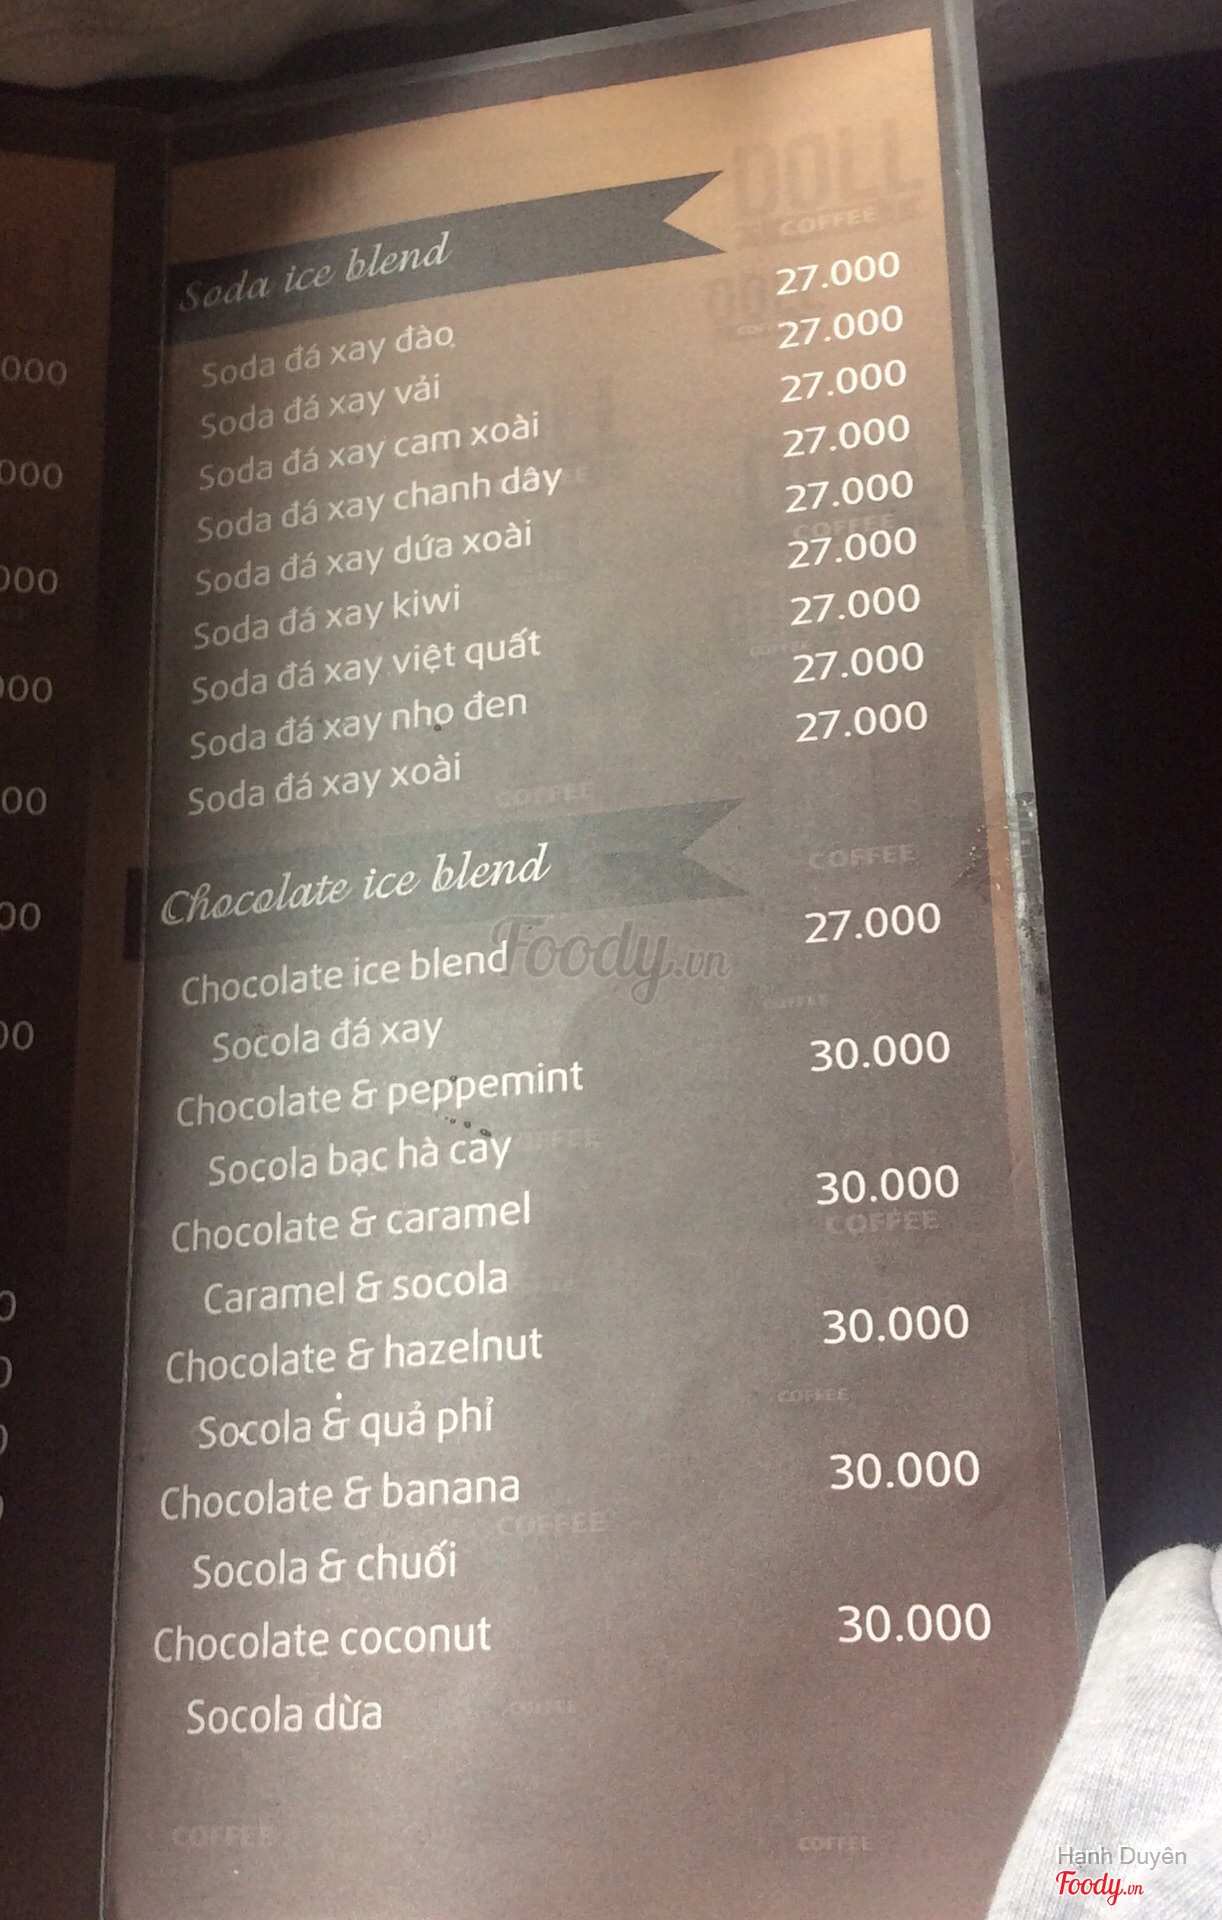 DOLL
COFFEE
Soda ice blend
Soda đá xay đào 27.000
Soda đá xay vải 27.000
Soda đá xay cam xoài 27.000
Soda đá xay chanh dây 27.000
Soda đá xay dứa xoài 27.000
Soda đá xay kiwi 27.000
Soda đá xay việt quất 27.000
Soda đá xay nho đen 27.000
Soda đá xay xoài 27.000
Chocolate ice blend
Chocolate ice blend 27.000
Socola đá xay
Chocolate & peppemint 30.000
Socola bạc hà cay
Chocolate & caramel 30.000
Caramel & socola
Chocolate & hazelnut 30.000
Socola & quả phỉ
Chocolate & banana 30.000
Socola & chuối
Chocolate coconut 30.000
Socola dừa
Foody.vn
Hạnh Duyên
Foody.vn